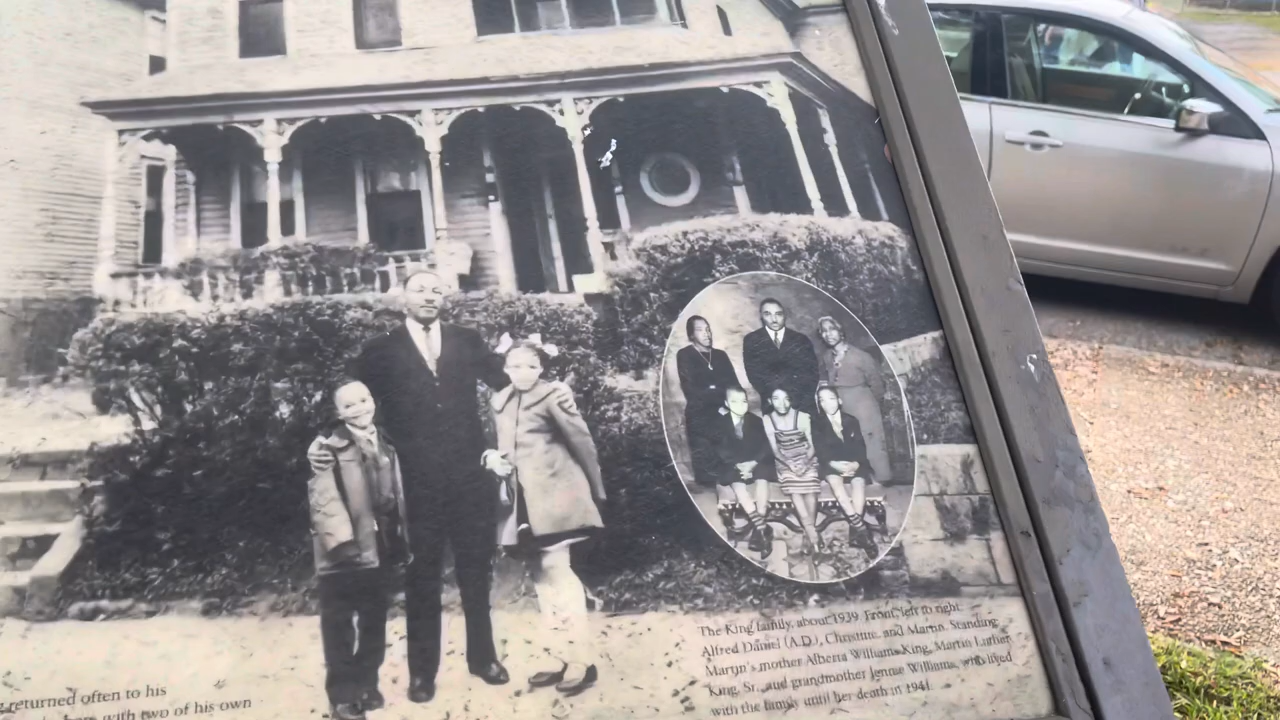 returned often to his
here with two of his own
The King family, about 1939. Front, left to right:
Alfred Daniel (A.D.), Christine, and Martin. Standing:
Martin's mother Alberta Williams King, Martin Luther
King, Sr., and grandmother Jennie Williams, who lived
with the family until her death in 1941.